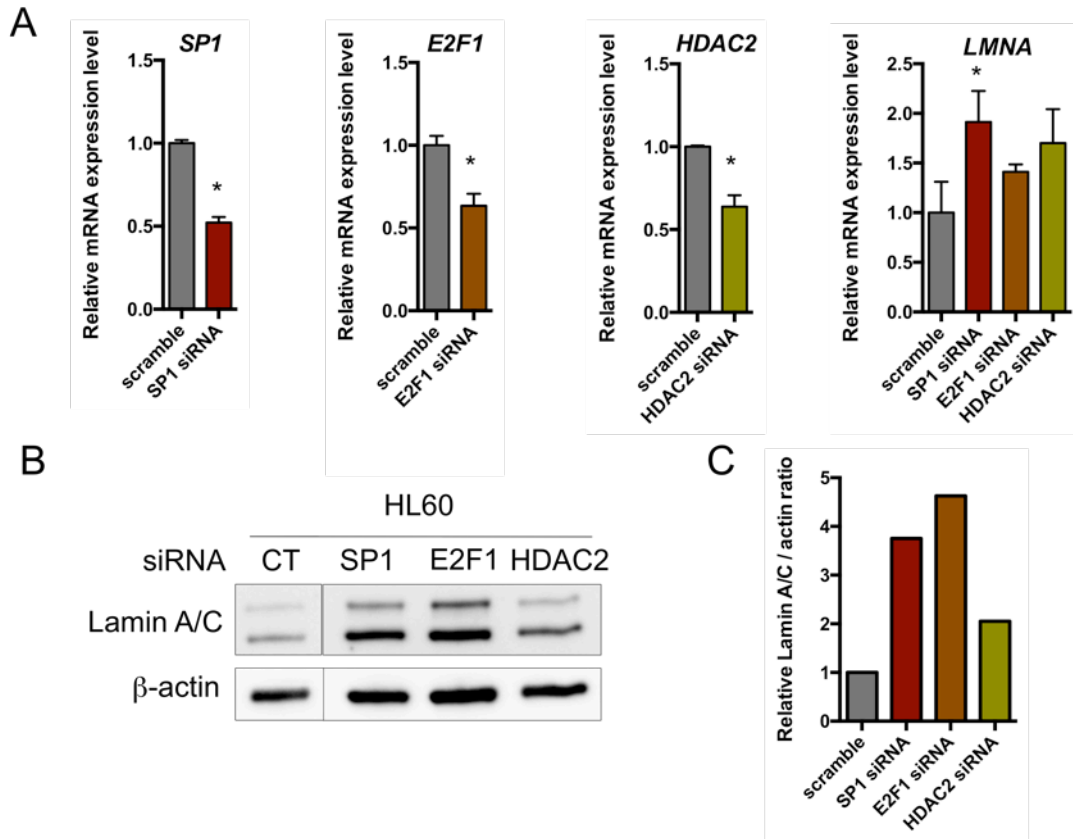 A
SP1
Relative mRNA expression level
1.5
1.0
0.5
0.0
*
scramble
SP1 siRNA
E2F1
Relative mRNA expression level
1.5
1.0
0.5
0.0
*
scramble
E2F1 siRNA
HDAC2
Relative mRNA expression level
1.5
1.0
0.5
0.0
*
scramble
HDAC2 siRNA
LMNA
Relative mRNA expression level
2.5
2.0
1.5
1.0
0.5
0.0
*
scramble
SP1 siRNA
E2F1 siRNA
HDAC2 siRNA
B
HL60
siRNA CT SP1 E2F1 HDAC2
Lamin A/C
β-actin
C
Relative Lamin A/C / actin ratio
5
4
3
2
1
0
scramble
SP1 siRNA
E2F1 siRNA
HDAC2 siRNA